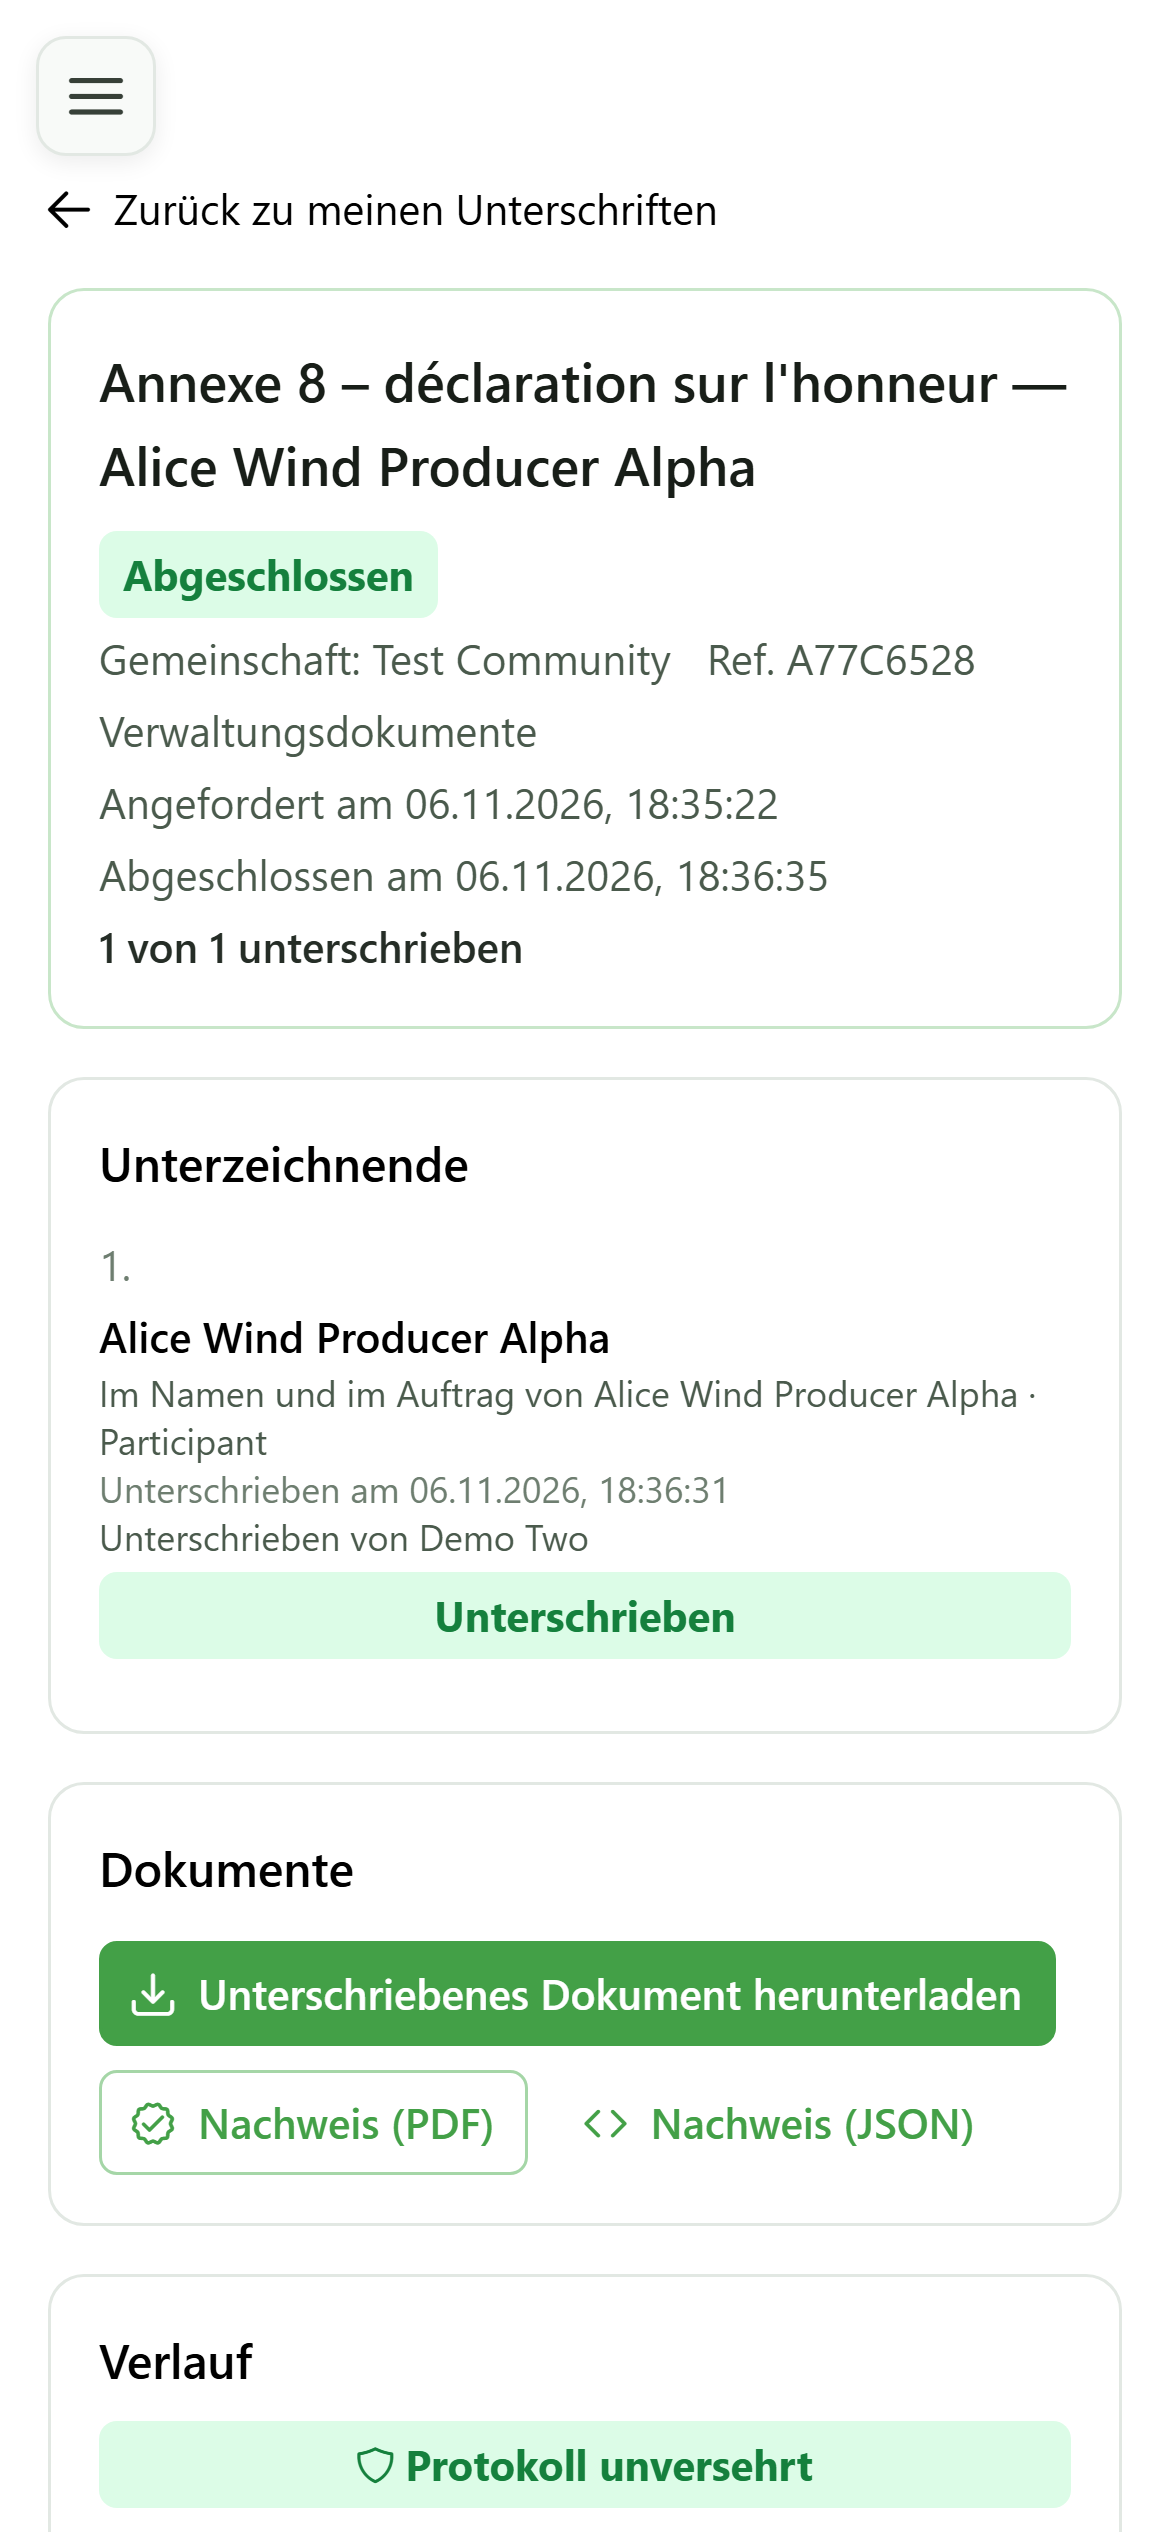 Zurück zu meinen Unterschriften
Annexe 8 – déclaration sur l'honneur —
Alice Wind Producer Alpha
Abgeschlossen
Gemeinschaft: Test Community Ref. A77C6528
Verwaltungsdokumente
Angefordert am 06.11.2026, 18:35:22
Abgeschlossen am 06.11.2026, 18:36:35
1 von 1 unterschrieben
Unterzeichnende
1.
Alice Wind Producer Alpha
Im Namen und im Auftrag von Alice Wind Producer Alpha ·
Participant
Unterschrieben am 06.11.2026, 18:36:31
Unterschrieben von Demo Two
Unterschrieben
Dokumente
Unterschriebenes Dokument herunterladen
Nachweis (PDF) Nachweis (JSON)
Verlauf
Protokoll unversehrt